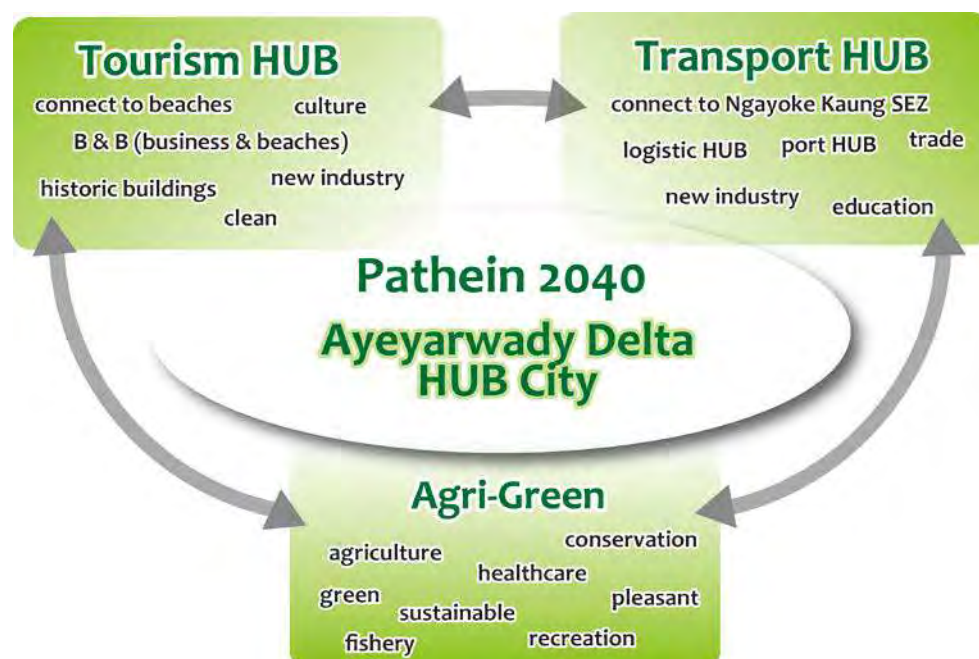 Tourism HUB
connect to beaches
culture
B & B (business & beaches)
historic buildings
new industry
clean
Transport HUB
connect to Ngayoke Kaung SEZ
logistic HUB
port HUB
trade
new industry
education
Pathein 2040
Ayeyarwady Delta
HUB City
Agri-Green
agriculture
conservation
healthcare
green
sustainable
pleasant
fishery
recreation